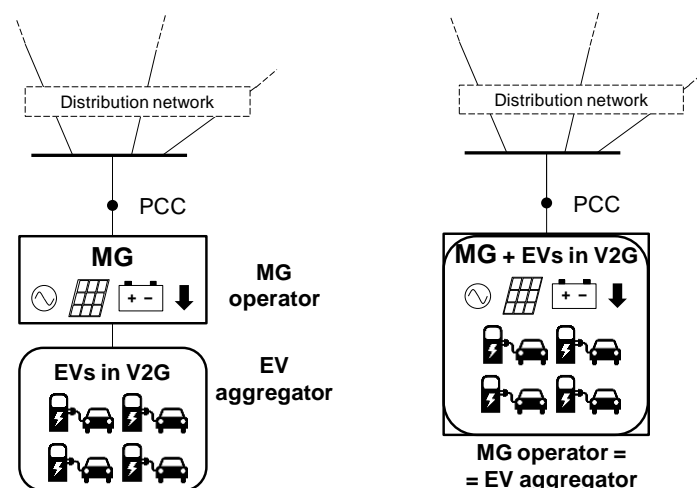 Distribution network
PCC
MG
+ −
MG
operator
EVs in V2G
EV
aggregator
Distribution network
PCC
MG + EVs in V2G
+ −
MG operator =
= EV aggregator